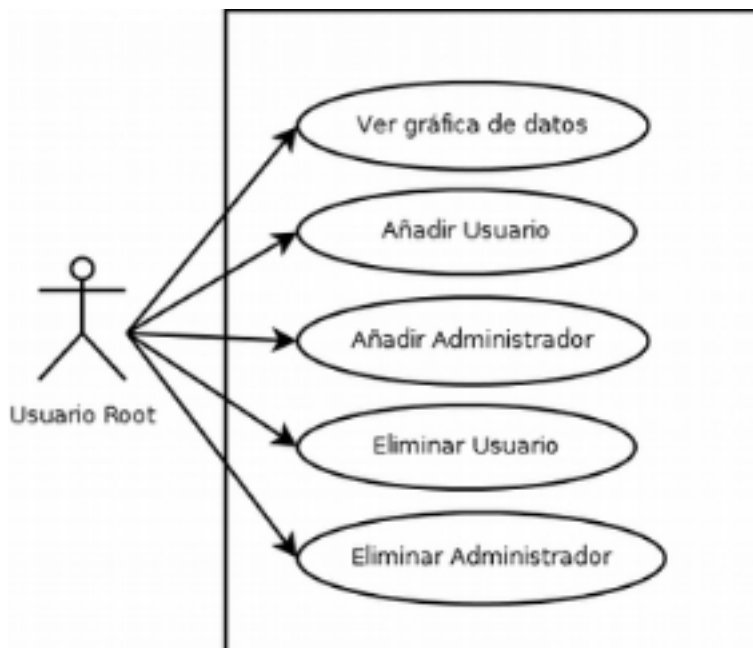 Ver gráfica de datos
Añadir Usuario
Añadir Administrador
Usuario Root
Eliminar Usuario
Eliminar Administrador